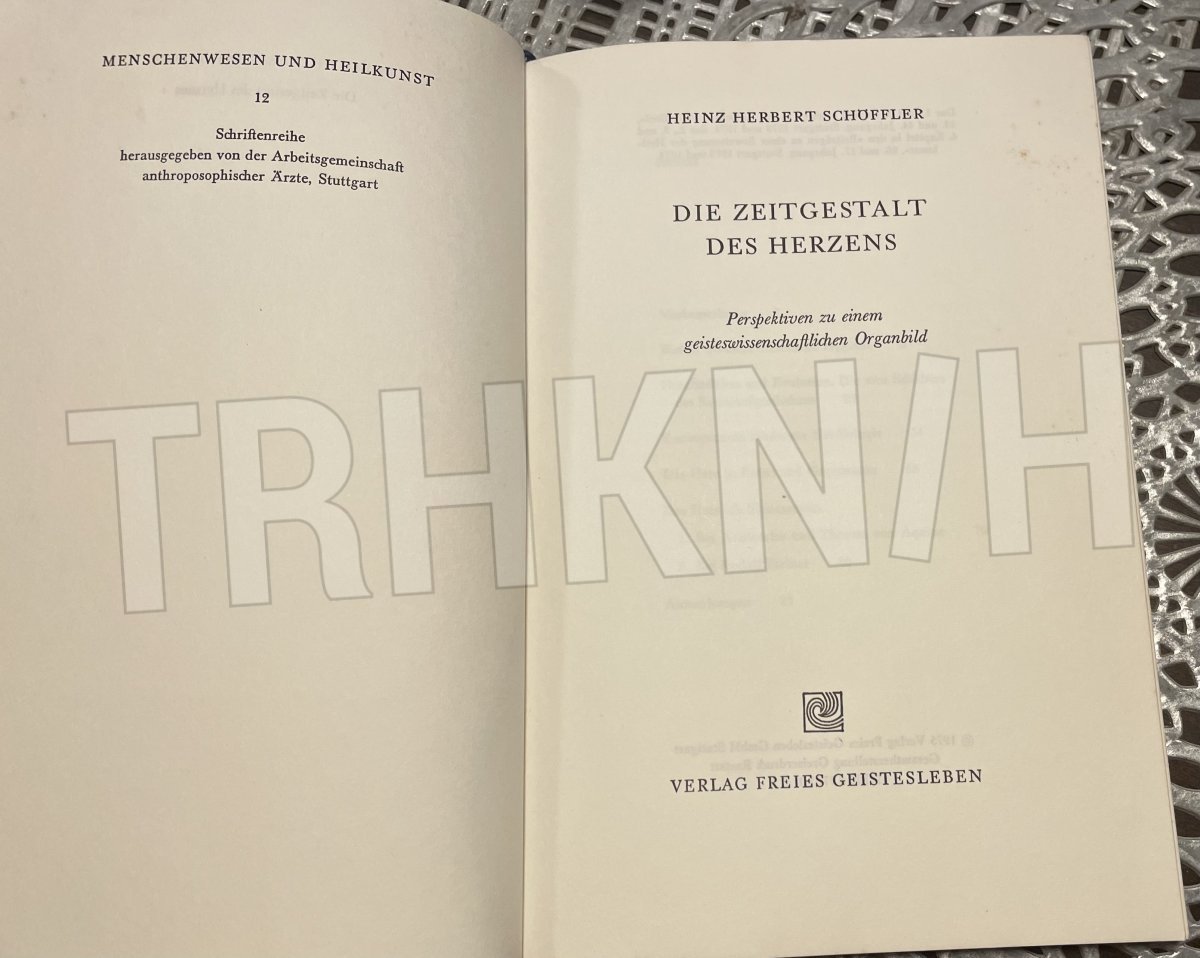 MENSCHENWESEN UND HEILKUNST
12
Schriftenreihe
herausgegeben von der Arbeitsgemeinschaft
anthroposophischer Ärzte, Stuttgart
HEINZ HERBERT SCHÖFFLER
DIE ZEITGESTALT
DES HERZENS
Perspektiven zu einem
geisteswissenschaftlichen Organbild
TRHKN/H
VERLAG FREIES GEISTESLEBEN